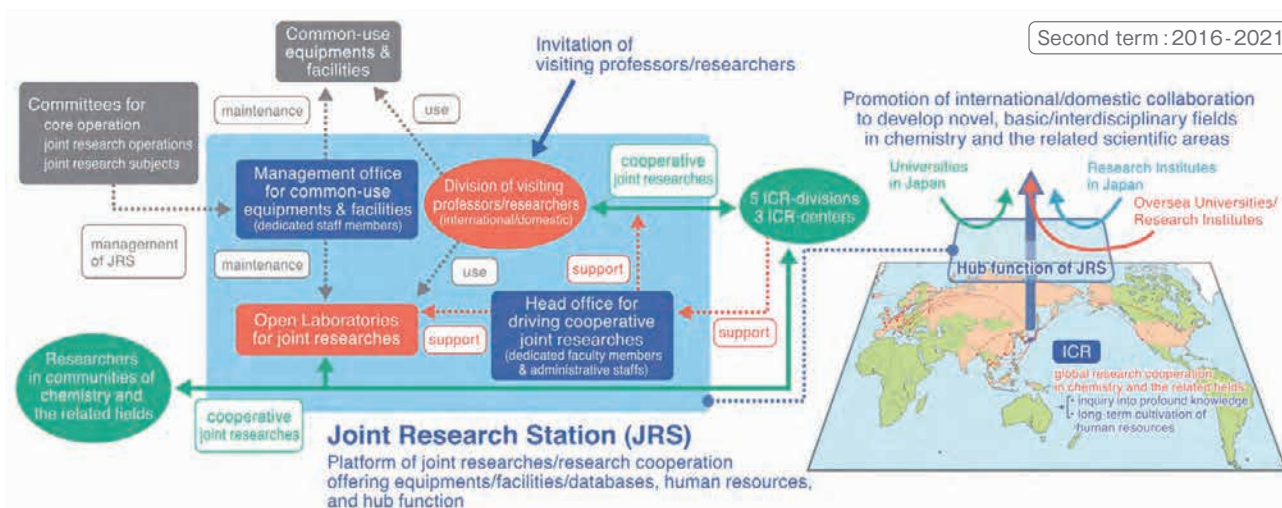 Second term : 2016-2021
Common-use
equipments &
facilities
Invitation of
visiting professors/researchers
Committees for
core operation
joint research operations
joint research subjects
maintenance
use
Management office
for common-use
equipments & facilities
(dedicated staff members)
Division of visiting
professors/researchers
(international/domestic)
cooperative
joint researches
5 ICR-divisions
3 ICR-centers
management
of JRS
maintenance
use
support
Open Laboratories
for joint researches
support
Head office for
driving cooperative
joint researches
(dedicated faculty members
& administrative staffs)
support
Researchers
in communities of
chemistry and
the related fields
cooperative
joint researches
Joint Research Station (JRS)
Platform of joint researches/research cooperation
offering equipments/facilities/databases, human resources,
and hub function
Promotion of international/domestic collaboration
to develop novel, basic/interdisciplinary fields
in chemistry and the related scientific areas
Universities
in Japan
Research Institutes
in Japan
Oversea Universities/
Research Institutes
Hub function of JRS
ICR
global research cooperation
in chemistry and the related fields
• inquiry into profound knowledge
• long-term cultivation of
human resources